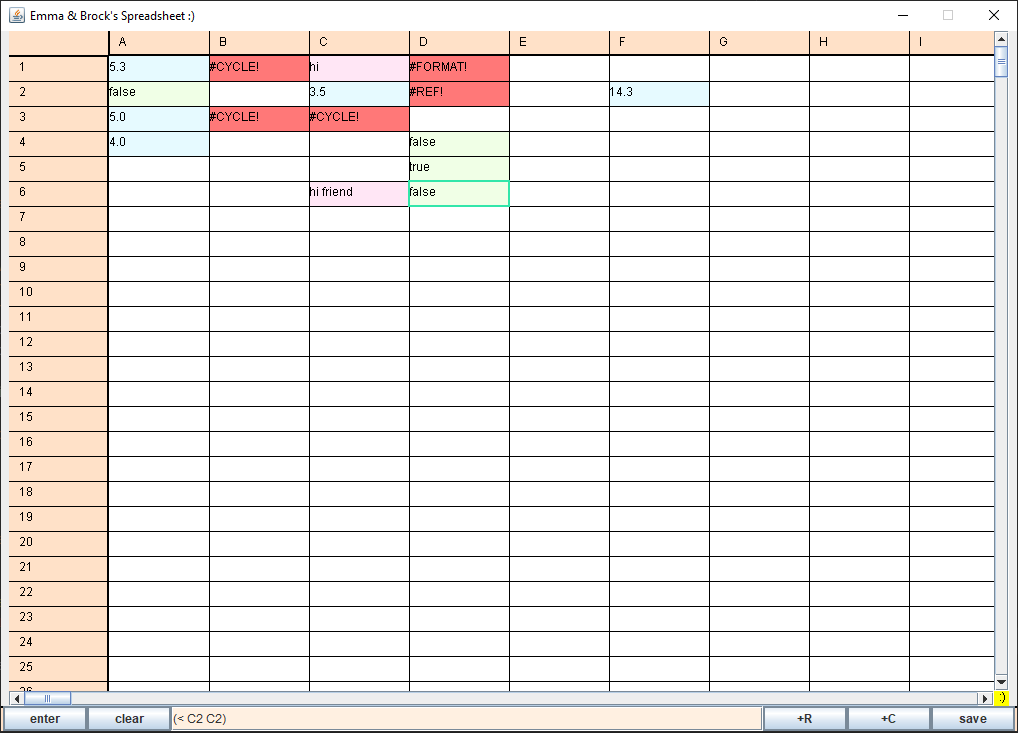 Emma & Brock's Spreadsheet :)
A B C D E F G H I
1 5.3 #CYCLE! hi #FORMAT!
2 false 3.5 #REF! 14.3
3 5.0 #CYCLE! #CYCLE!
4 4.0 false
5 true
6 hi friend false
7
8
9
10
11
12
13
14
15
16
17
18
19
20
21
22
23
24
25
26
:)
enter clear (< C2 C2) +R +C save